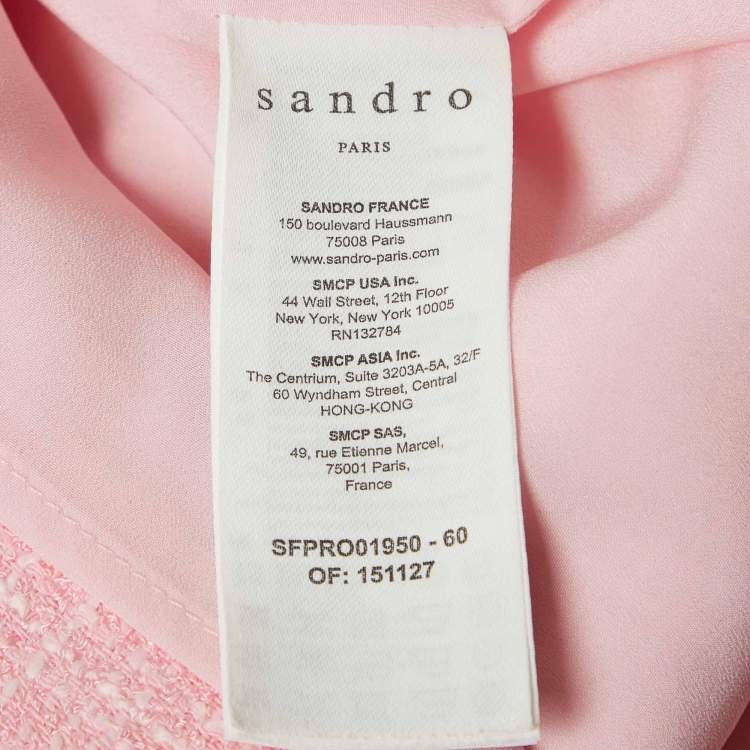 sandro
PARIS
SANDRO FRANCE
150 boulevard Haussmann
75008 Paris
www.sandro-paris.com
SMCP USA Inc.
44 Wall Street, 12th Floor
New York, New York 10005
RN132784
SMCP ASIA Inc.
The Centrium, Suite 3203A-5A, 32/F
60 Wyndham Street, Central
HONG-KONG
SMCP SAS,
49, rue Etienne Marcel,
75001 Paris,
France
SFPRO01950 - 60
OF: 151127